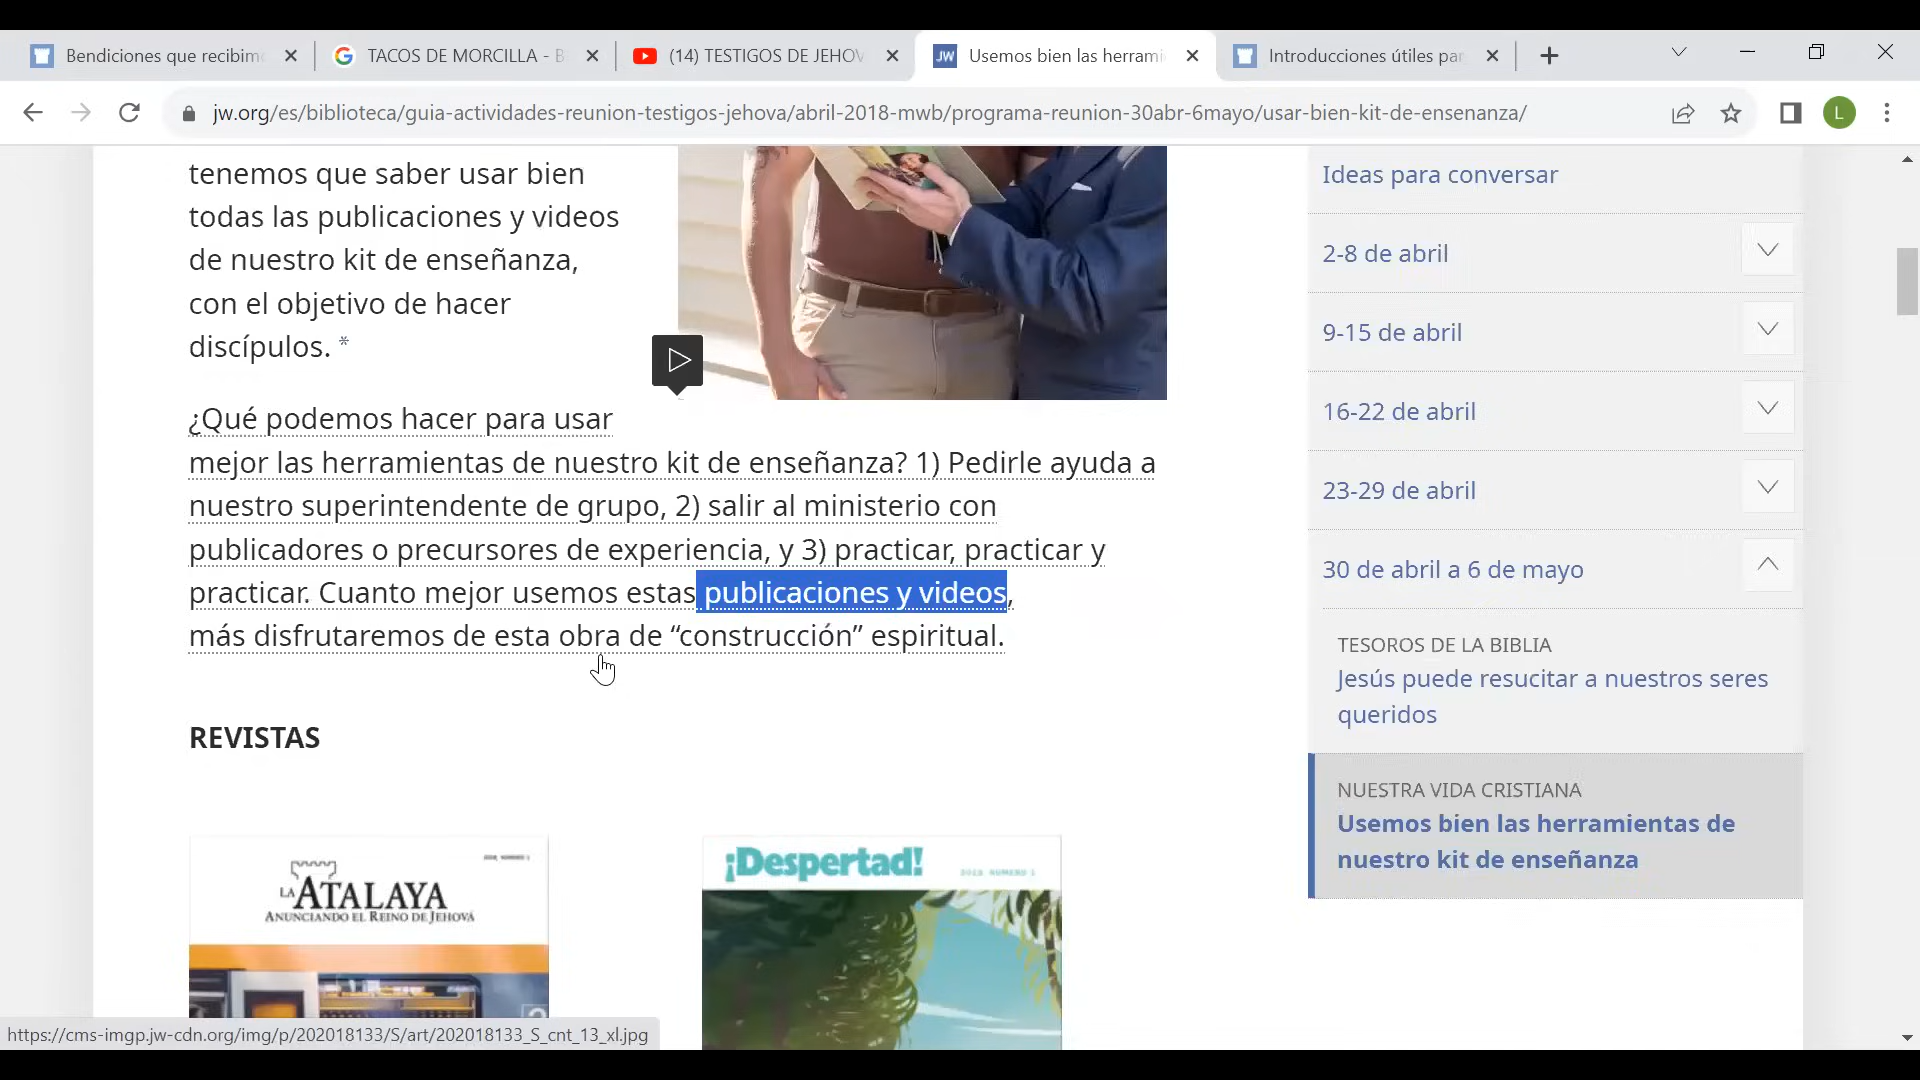 Bendiciones que recibim
TACOS DE MORCILLA - B
(14) TESTIGOS DE JEHOV
JW
Usemos bien las herrami
Introducciones útiles par
jw.org/es/biblioteca/guia-actividades-reunion-testigos-jehova/abril-2018-mwb/programa-reunion-30abr-6mayo/usar-bien-kit-de-ensenanza/
L
tenemos que saber usar bien
todas las publicaciones y videos
de nuestro kit de enseñanza,
con el objetivo de hacer
discípulos. *
¿Qué podemos hacer para usar
mejor las herramientas de nuestro kit de enseñanza? 1) Pedirle ayuda a
nuestro superintendente de grupo, 2) salir al ministerio con
publicadores o precursores de experiencia, y 3) practicar, practicar y
practicar. Cuanto mejor usemos estas publicaciones y videos,
más disfrutaremos de esta obra de “construcción” espiritual.
REVISTAS
LA ATALAYA
ANUNCIANDO EL REINO DE JEHOVÁ
¡Despertad!
Ideas para conversar
2-8 de abril
9-15 de abril
16-22 de abril
23-29 de abril
30 de abril a 6 de mayo
TESOROS DE LA BIBLIA
Jesús puede resucitar a nuestros seres
queridos
NUESTRA VIDA CRISTIANA
Usemos bien las herramientas de
nuestro kit de enseñanza
https://cms-imgp.jw-cdn.org/img/p/202018133/S/art/202018133_S_cnt_13_xl.jpg